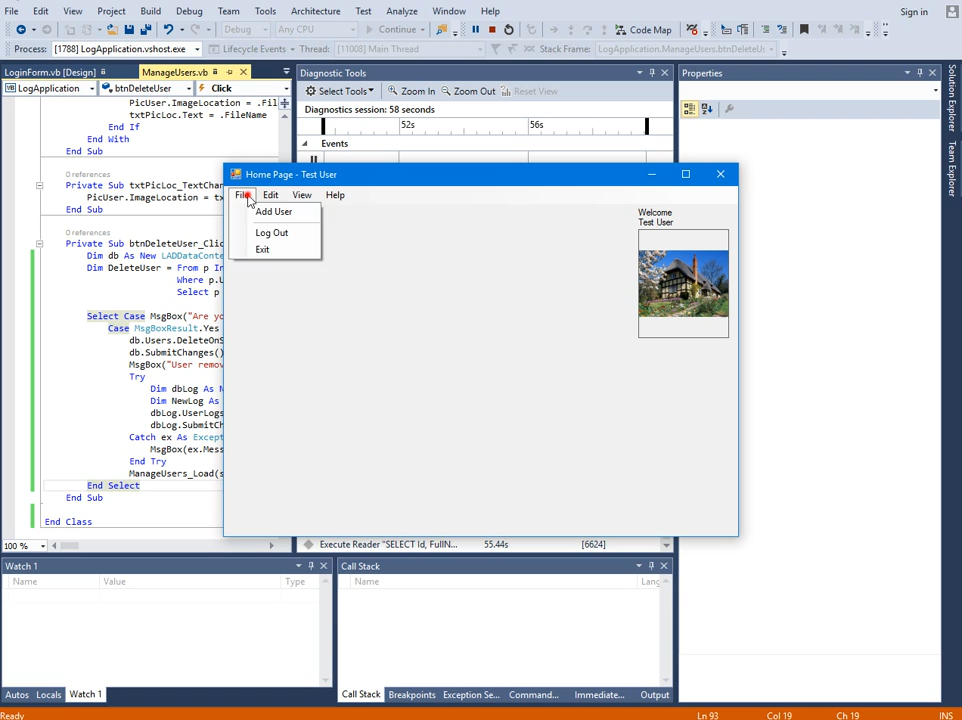 File Edit View Project Build Debug Team Tools Architecture Test Analyze Window Help Sign in
Debug Any CPU Continue Code Map
Process: [1788] LogApplication.vshost.exe Lifecycle Events Thread: [11008] Main Thread Stack Frame: LogApplication.ManageUsers.btnDeleteU
LoginForm.vb [Design] ManageUsers.vb
LogApplication btnDeleteUser Click
PicUser.ImageLocation = .Fil
txtPicLoc.Text = .FileName
End If
End With
End Sub
0 references
Private Sub txtPicLoc_TextChan
PicUser.ImageLocation = tx
0 references
Private Sub btnDeleteUser_Clic
Dim db As New LADDataConte
Dim DeleteUser = From p In
Where p.U
Select p
Select Case MsgBox("Are yo
Case MsgBoxResult.Yes
db.Users.DeleteOnS
db.SubmitChanges()
MsgBox("User remov
Try
Dim dbLog As N
Dim NewLog As
dbLog.UserLogs
dbLog.SubmitCh
Catch ex As Except
MsgBox(ex.Mess
End Try
ManageUsers_Load(s
End Select
End Sub
End Class
100 %
Diagnostic Tools
Select Tools Zoom In Zoom Out Reset View
Diagnostics session: 58 seconds
52s 56s
Events
Home Page - Test User
File Edit View Help
Add User
Log Out
Exit
Welcome
Test User
Execute Reader "SELECT Id, FullN... 55.44s [6624]
Properties
Solution Explorer
Team Explorer
Watch 1
Name Value Type
Call Stack
Name Lang
Autos Locals Watch 1
Call Stack Breakpoints Exception Se... Command... Immediate... Output
Ready Ln 93 Col 19 Ch 19 INS